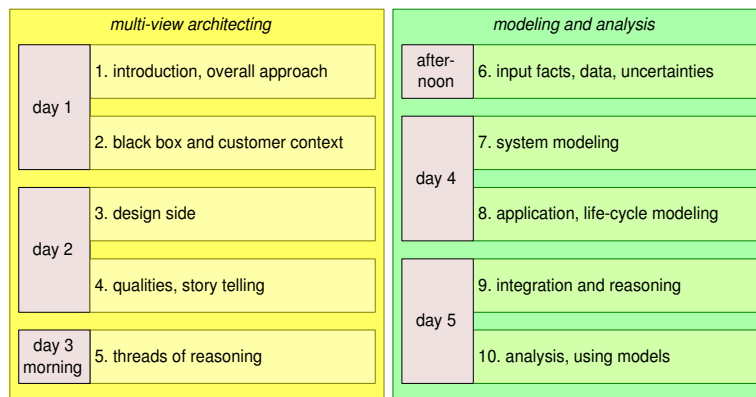 multi-view architecting
day 1
1. introduction, overall approach
2. black box and customer context
day 2
3. design side
4. qualities, story telling
day 3
morning
5. threads of reasoning
modeling and analysis
after-
noon
6. input facts, data, uncertainties
day 4
7. system modeling
8. application, life-cycle modeling
day 5
9. integration and reasoning
10. analysis, using models